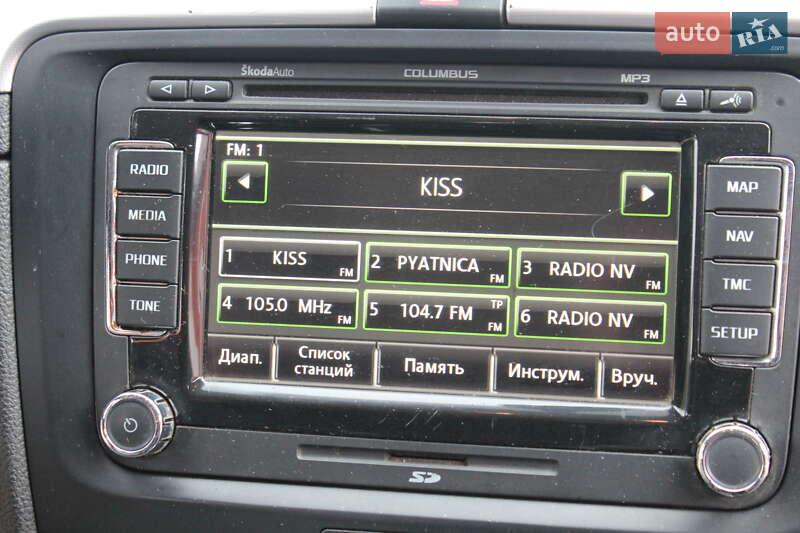 auto RIA .com
ŠkodaAuto COLUMBUS MP3
RADIO
MEDIA
PHONE
TONE
FM: 1
KISS
1 KISS FM
2 PYATNICA FM
3 RADIO NV FM
4 105.0 MHz FM
5 104.7 FM TP FM
6 RADIO NV FM
Диап.
Список
станций
Память
Инструм.
Вруч.
MAP
NAV
TMC
SETUP
SD